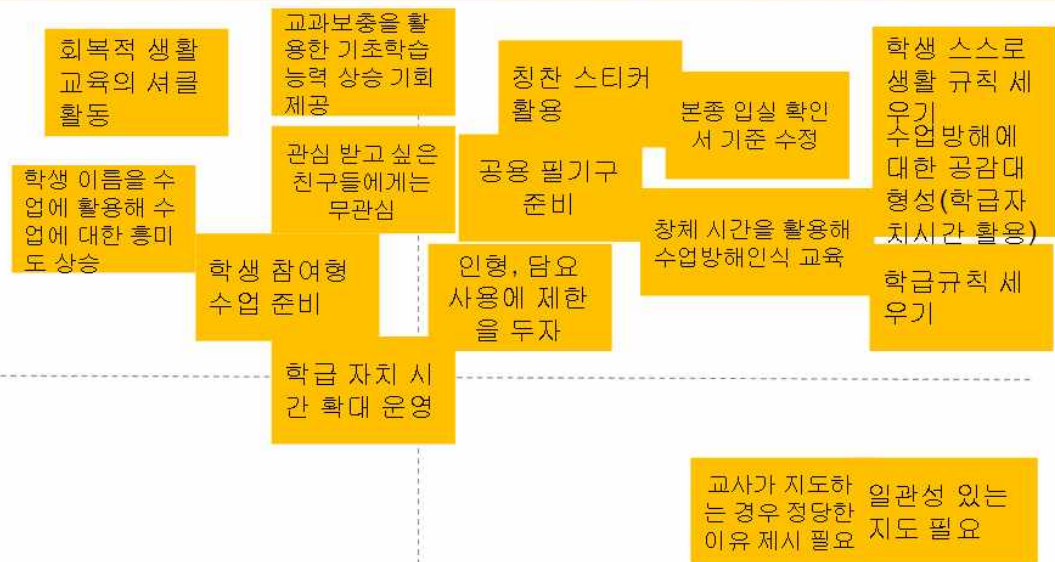 회복적 생활
교육의 셔클
활동
교과보충을 활
용한 기초학습
능력 상승 기회
제공
칭찬 스티커
활용
본종 입실 확인
서 기준 수정
학생 스스로
생활 규칙 세
우기
수업방해에
대한 공감대
형성(학급자
치시간 활용)
학생 이름을 수
업에 활용해 수
업에 대한 흥미
도 상승
관심 받고 싶은
친구들에게는
무관심
공용 필기구
준비
창체 시간을 활용해
수업방해인식 교육
학생 참여형
수업 준비
인형, 담요
사용에 제한
을 두자
학급규칙 세
우기
학급 자치 시
간 확대 운영
교사가 지도하
는 경우 정당한
이유 제시 필요
일관성 있는
지도 필요